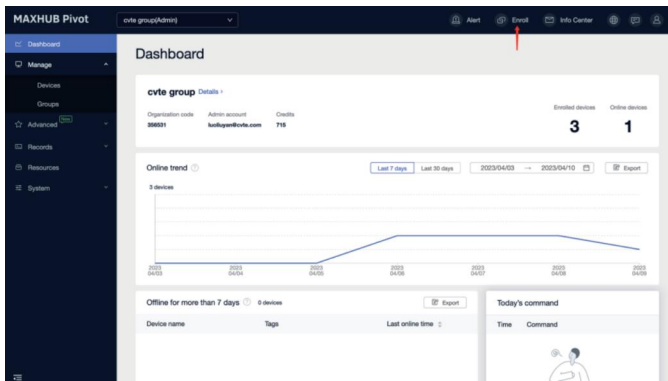 MAXHUB Pivot
cvte group(Admin)
Alert
Enroll
Info Center
Dashboard
Manage
Devices
Groups
Advanced New
Records
Resources
System
Dashboard
cvte group Details >
Organization code Admin account Credits
356531 luoliuyan@cvte.com 715
Enrolled devices Online devices
3 1
Online trend
Last 7 days Last 30 days 2023/04/03 → 2023/04/10 Export
3 devices
2023 2023 2023 2023 2023 2023 2023
04/03 04/04 04/05 04/06 04/07 04/08 04/09
Offline for more than 7 days 0 devices Export
Device name Tags Last online time
Today's command
Time Command